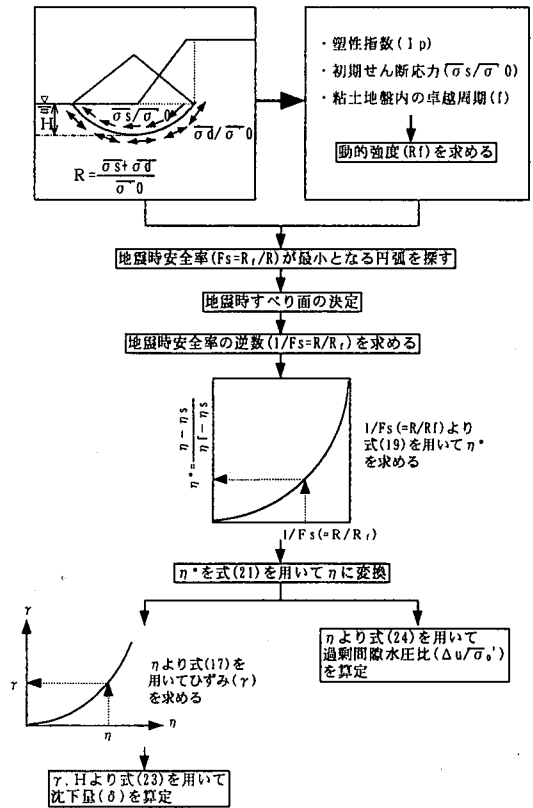 ▽
H
σs/σ0
σd/σ0
R=(σs+σd)/σ0
・塑性指数(Ip)
・初期せん断応力(σs/σ0)
・粘土地盤内の卓越周期(f)
動的強度(Rf)を求める
地震時安全率(Fs=Rf/R)が最小となる円弧を探す
地震時すべり面の決定
地震時安全率の逆数(1/Fs=R/Rf)を求める
η*=(η-ηs)/(ηf-ηs)
1/Fs(=R/Rf)より
式(19)を用いてη*
を求める
1/Fs(=R/Rf)
η*を式(21)を用いてηに変換
γ
γ
η
η
ηより式(17)を
用いてひずみ(γ)
を求める
ηより式(24)を用いて
過剰間隙水圧比(Δu/σ0')
を算定
γ,Hより式(23)を用いて
沈下量(δ)を算定